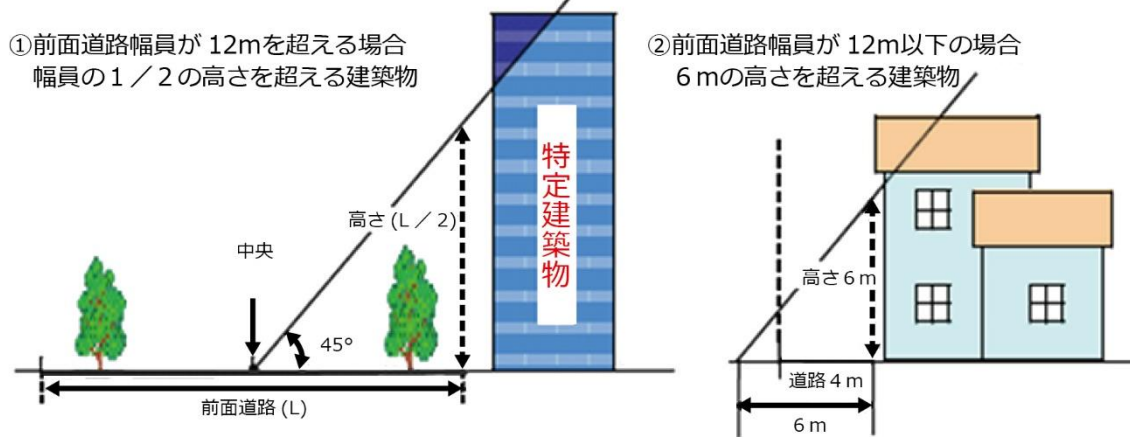 ①前面道路幅員が 12mを超える場合
幅員の1/2の高さを超える建築物
特定建築物
高さ(L/2)
中央
45°
前面道路(L)
②前面道路幅員が 12m以下の場合
6mの高さを超える建築物
高さ6m
道路4m
6m